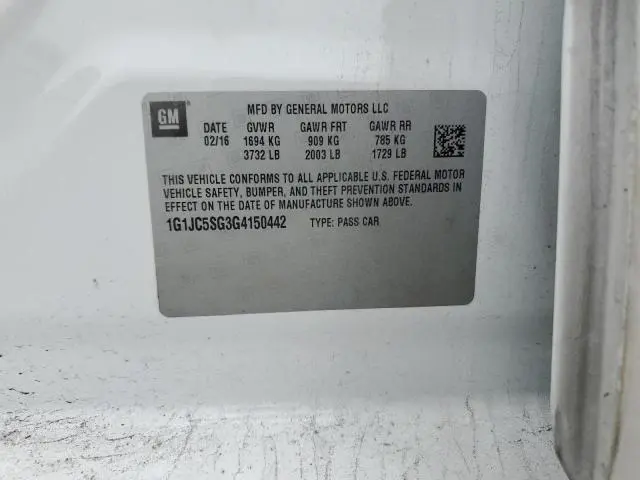 GM
MFD BY GENERAL MOTORS LLC
DATE GVWR GAWR FRT GAWR RR
02/16 1694 KG 909 KG 785 KG
3732 LB 2003 LB 1729 LB
THIS VEHICLE CONFORMS TO ALL APPLICABLE U.S. FEDERAL MOTOR
VEHICLE SAFETY, BUMPER, AND THEFT PREVENTION STANDARDS IN
EFFECT ON THE DATE OF MANUFACTURE SHOWN ABOVE.
1G1JC5SG3G4150442 TYPE: PASS CAR